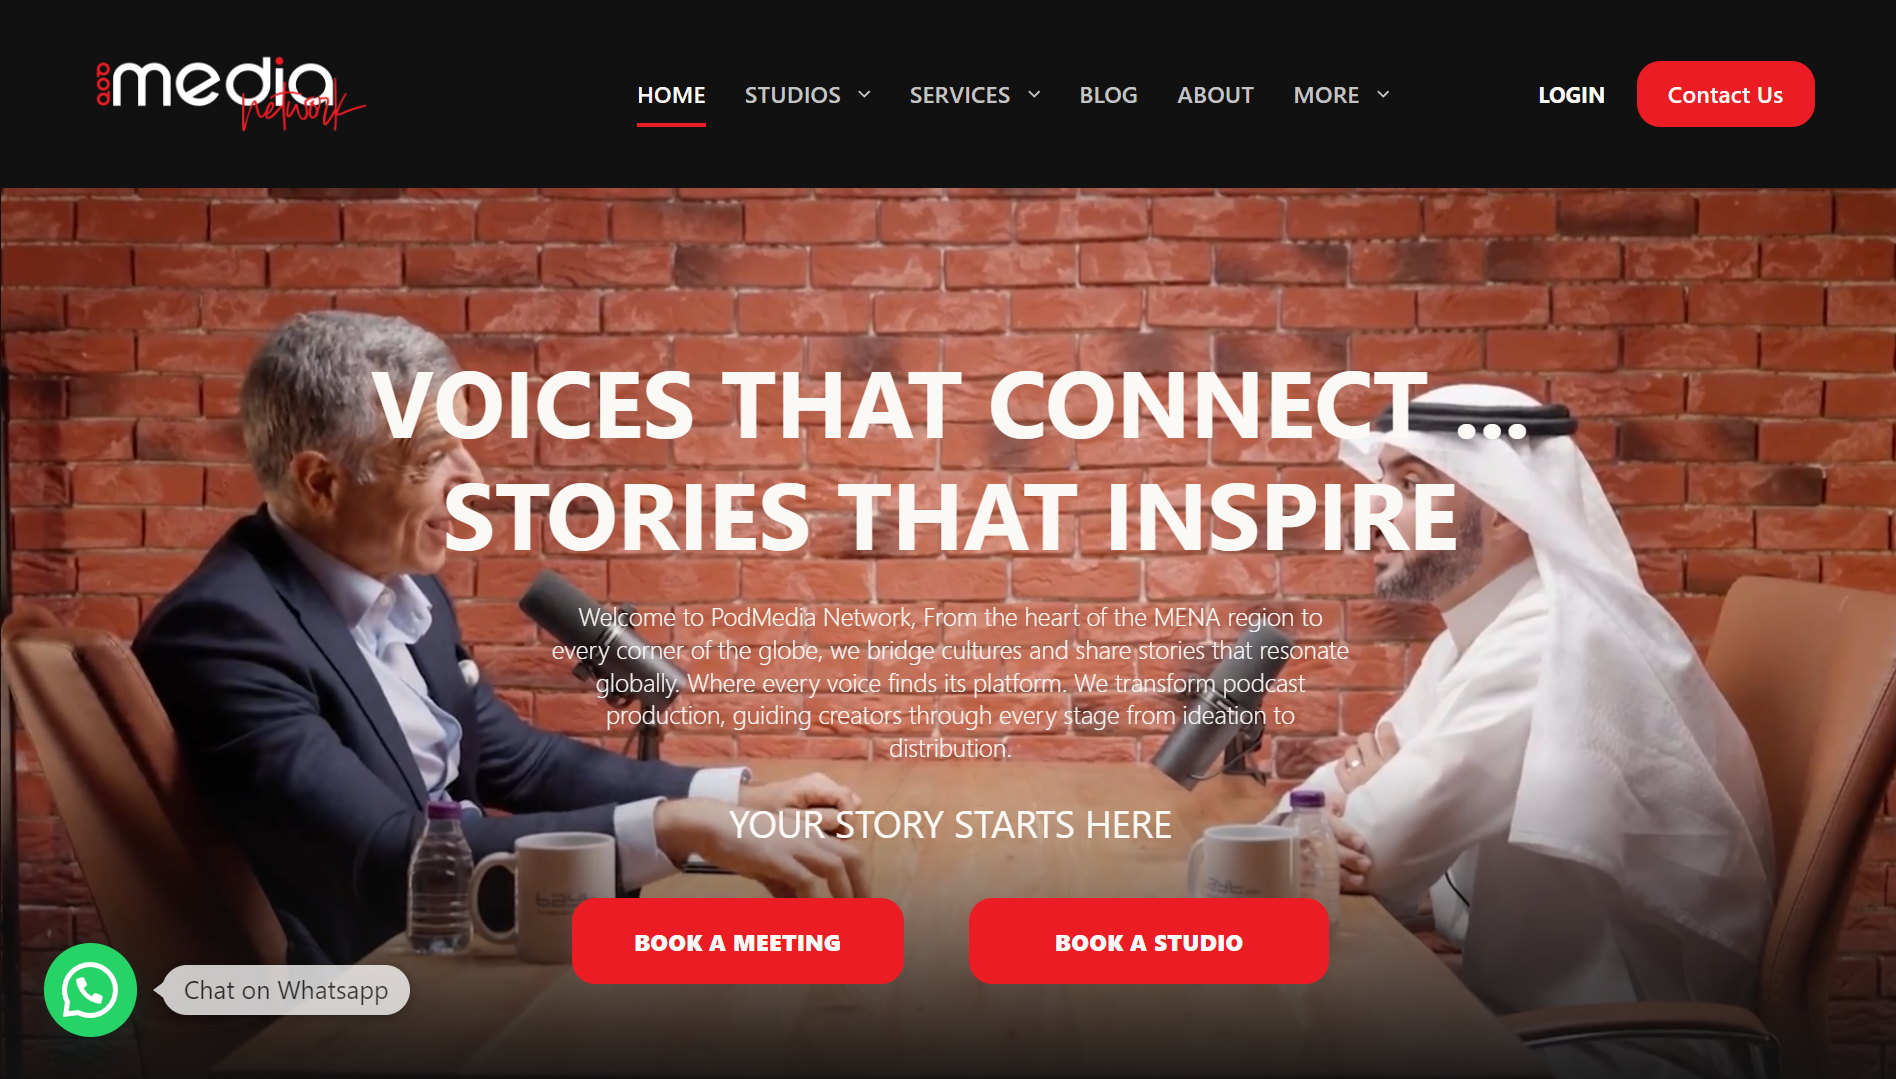 pod media network
HOME
STUDIOS
SERVICES
BLOG
ABOUT
MORE
LOGIN
Contact Us
VOICES THAT CONNECT ...
STORIES THAT INSPIRE
Welcome to PodMedia Network, From the heart of the MENA region to
every corner of the globe, we bridge cultures and share stories that resonate
globally. Where every voice finds its platform. We transform podcast
production, guiding creators through every stage from ideation to
distribution.
YOUR STORY STARTS HERE
BOOK A MEETING
BOOK A STUDIO
Chat on Whatsapp